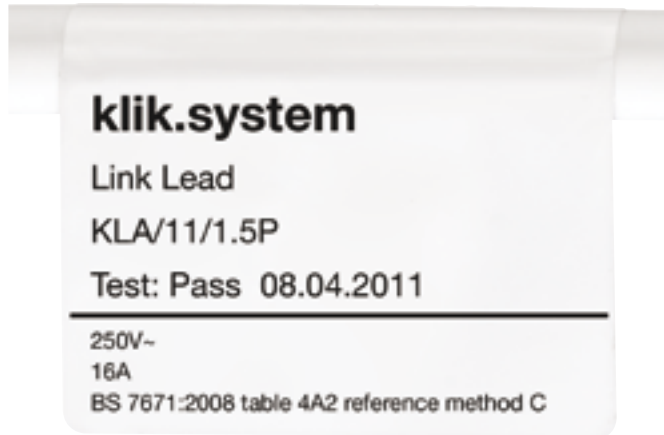 klik.system
Link Lead
KLA/11/1.5P
Test: Pass 08.04.2011
250V~
16A
BS 7671:2008 table 4A2 reference method C